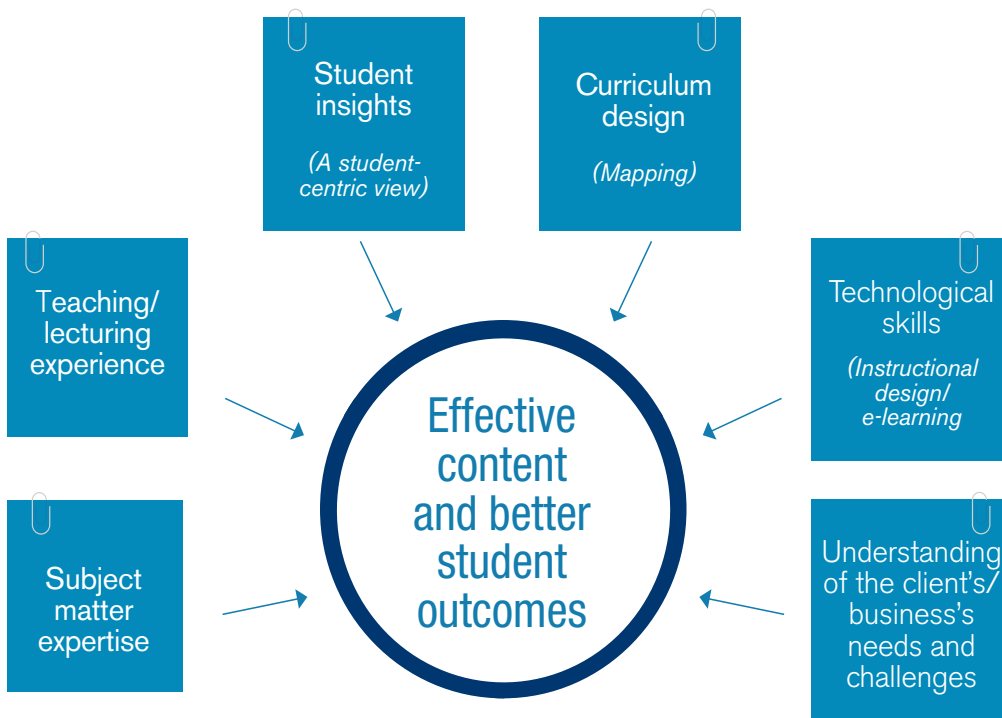 Student
insights
(A student-
centric view)
Curriculum
design
(Mapping)
Teaching/
lecturing
experience
Technological
skills
(Instructional
design/
e-learning
Effective
content
and better
student
outcomes
Subject
matter
expertise
Understanding
of the client's/
business's
needs and
challenges